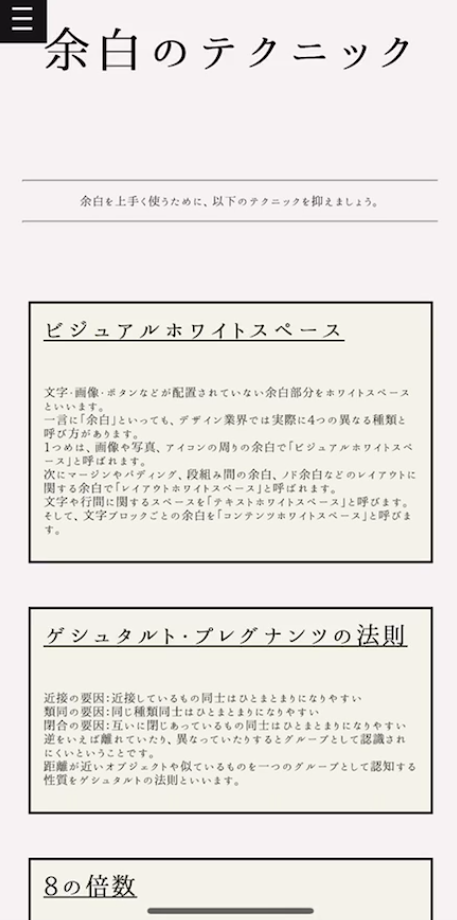 余白のテクニック
余白を上手く使うために、以下のテクニックを抑えましょう。
ビジュアルホワイトスペース
文字・画像・ボタンなどが配置されていない余白部分をホワイトスペース
といいます。
一言に「余白」といっても、デザイン業界では実際に4つの異なる種類と
呼び方があります。
1つめは、画像や写真、アイコンの周りの余白で「ビジュアルホワイトスペ
ース」と呼ばれます。
次にマージンやパディング、段組み間の余白、ノド余白などのレイアウトに
関する余白で「レイアウトホワイトスペース」と呼ばれます。
文字や行間に関するスペースを「テキストホワイトスペース」と呼びます。
そして、文字ブロックごとの余白を「コンテンツホワイトスペース」と呼びま
す。
ゲシュタルト・プレグナンツの法則
近接の要因:近接しているもの同士はひとまとまりになりやすい
類同の要因:同じ種類同士はひとまとまりになりやすい
閉合の要因:互いに閉じあっているもの同士はひとまとまりになりやすい
逆をいえば離れていたり、異なっていたりするとグループとして認識され
にくいということです。
距離が近いオブジェクトや似ているものを一つのグループとして認知する
性質をゲシュタルトの法則といいます。
8の倍数